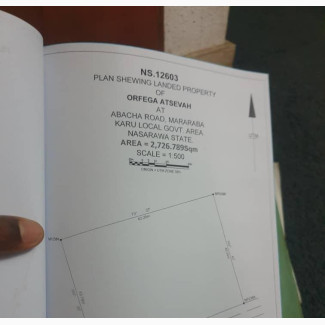 NS.12603
PLAN SHEWING LANDED PROPERTY
OF
ORFEGA ATSEVAH
AT
ABACHA ROAD, MARARABA
KARU LOCAL GOVT. AREA
NASARAWA STATE
AREA = 2,726.789Sqm
SCALE = 1:500